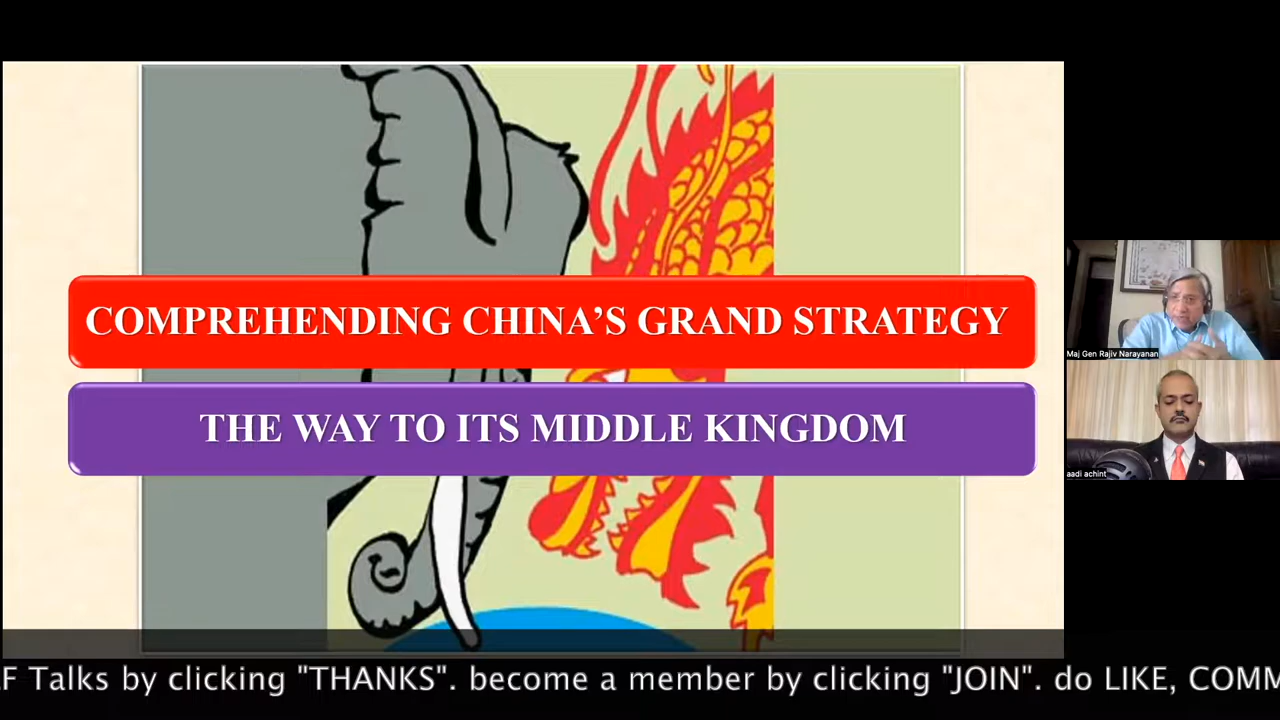 COMPREHENDING CHINA'S GRAND STRATEGY
THE WAY TO ITS MIDDLE KINGDOM
Maj Gen Rajiv Narayanan
aadi achint
F Talks by clicking "THANKS". become a member by clicking "JOIN". do LIKE, COMM